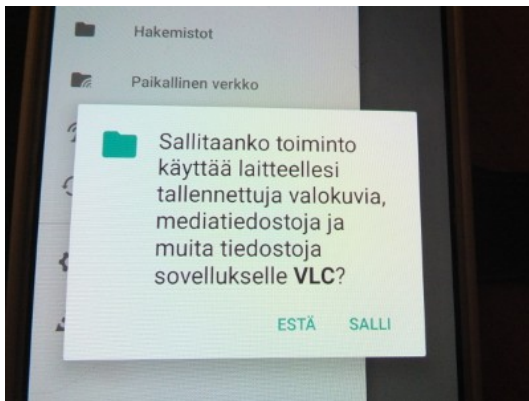 Hakemistot
Paikallinen verkko
Sallitaanko toiminto
käyttää laitteellesi
tallennettuja valokuvia,
mediatiedostoja ja
muita tiedostoja
sovellukselle VLC?
ESTÄ SALLI